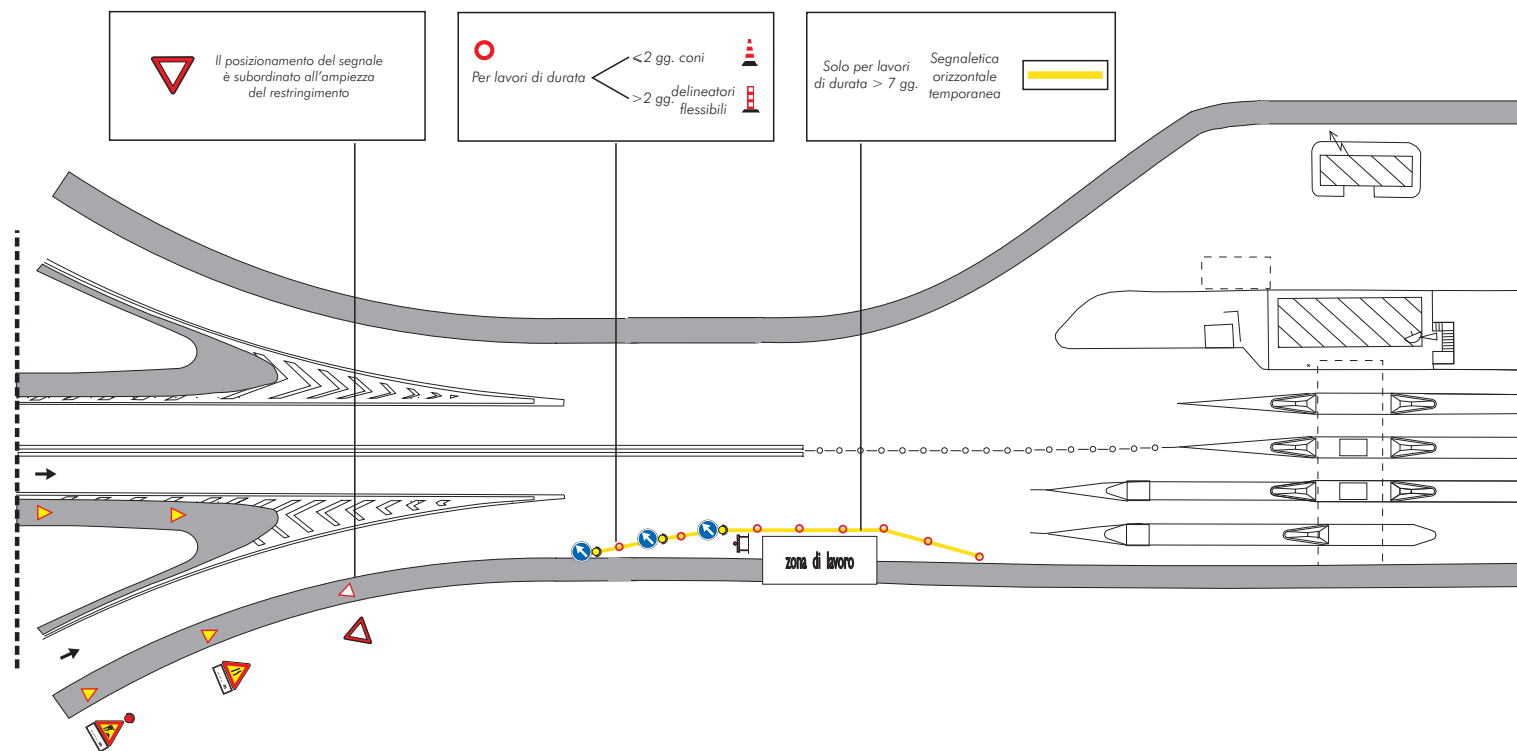 Il posizionamento del segnale
è subordinato all'ampiezza
del restringimento
Per lavori di durata
⩽2 gg. coni
>2 gg. delineatori
flessibili
Solo per lavori
di durata > 7 gg.
Segnaletica
orizzontale
temporanea
zona di lavoro